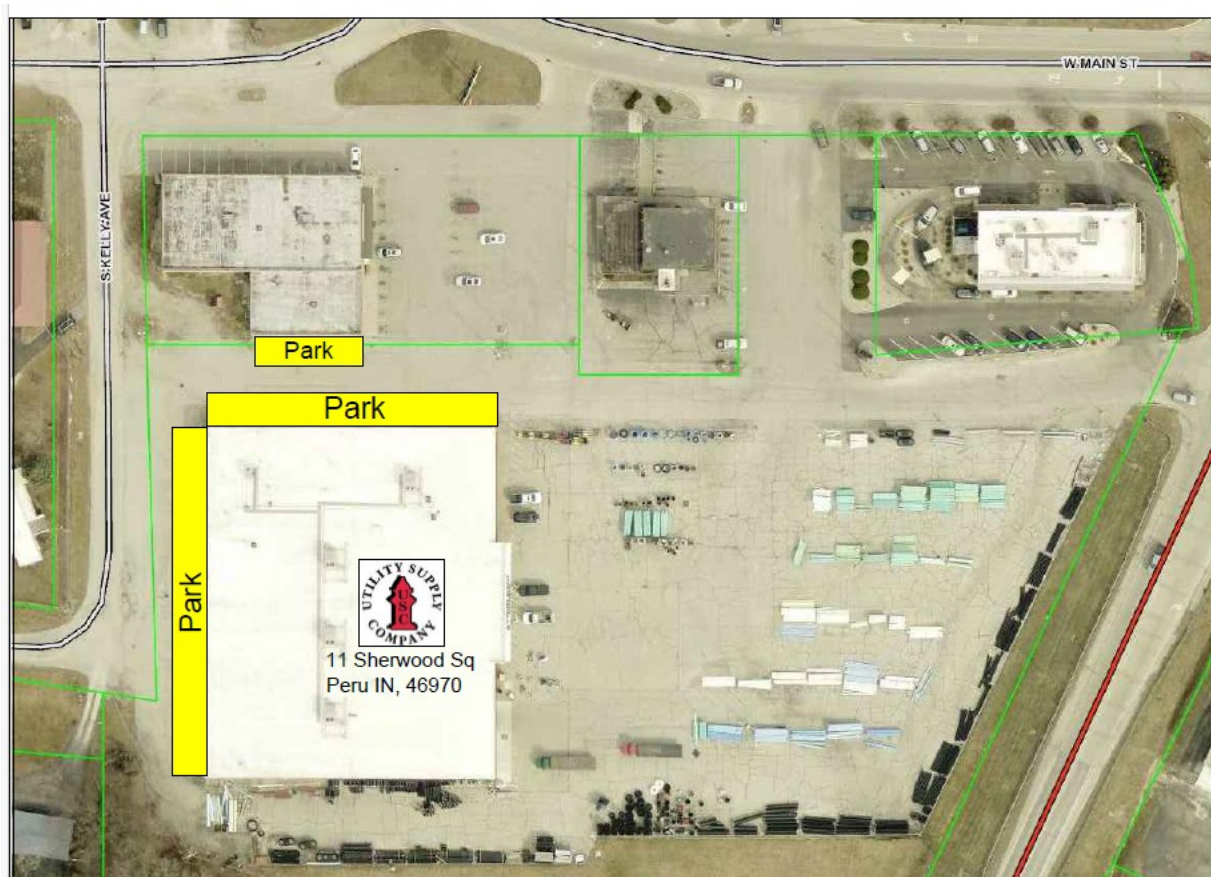 W MAIN ST
S KELLY AVE
Park
Park
Park
UTILITY SUPPLY
USC
COMPANY
11 Sherwood Sq
Peru IN, 46970